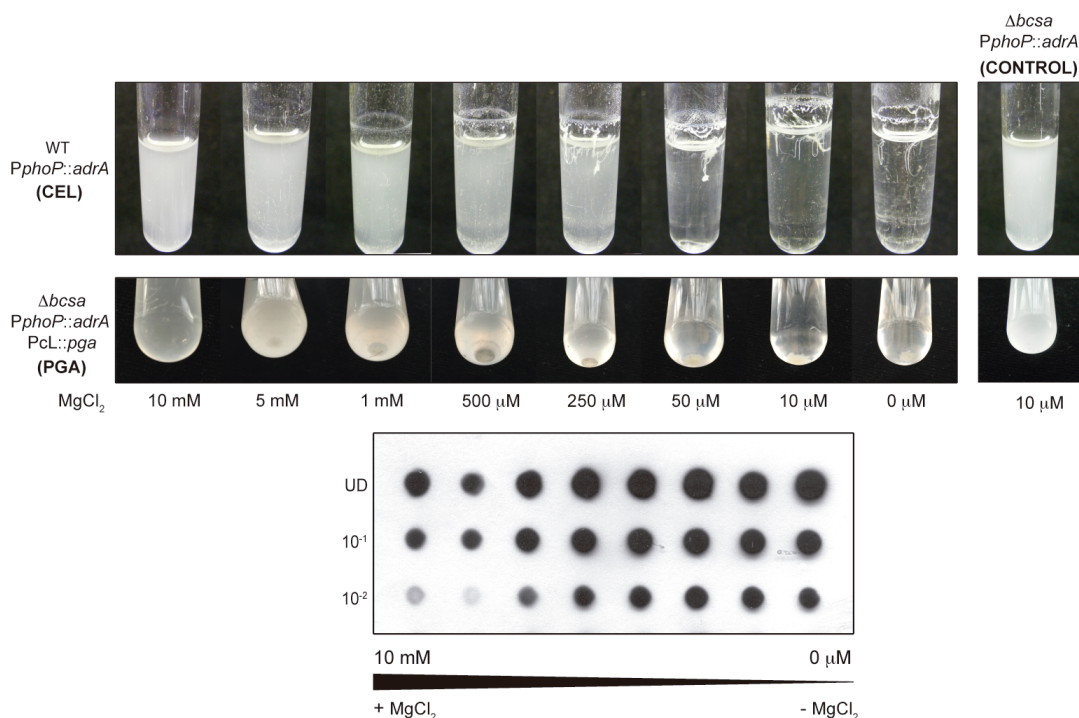 Δbcsa
PphoP::adrA
(CONTROL)
WT
PphoP::adrA
(CEL)
Δbcsa
PphoP::adrA
PcL::pga
(PGA)
MgCl₂ 10 mM 5 mM 1 mM 500 μM 250 μM 50 μM 10 μM 0 μM 10 μM
UD
10⁻¹
10⁻²
10 mM 0 μM
+ MgCl₂ - MgCl₂